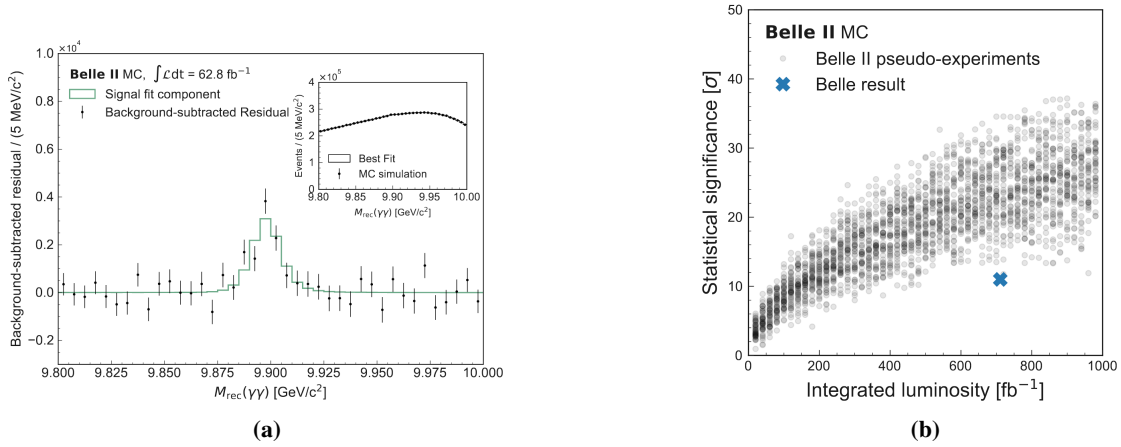 1e4
Belle II MC, ∫ℒdt = 62.8 fb⁻¹
Signal fit component
Background-subtracted Residual
Background-subtracted residual / (5 MeV/c²)
1.0
0.8
0.6
0.4
0.2
0.0
−0.2
9.800 9.825 9.850 9.875 9.900 9.925 9.950 9.975 10.000
M_rec(γγ) [GeV/c²]
1e5
Events / (5 MeV/c²)
4
3
2
1
0
Best Fit
MC simulation
9.80 9.85 9.90 9.95 10.00
M_rec(γγ) [GeV/c²]
(a)
Belle II MC
Belle II pseudo-experiments
Belle result
Statistical significance [σ]
50
40
30
20
10
0
0 200 400 600 800 1000
Integrated luminosity [fb⁻¹]
(b)